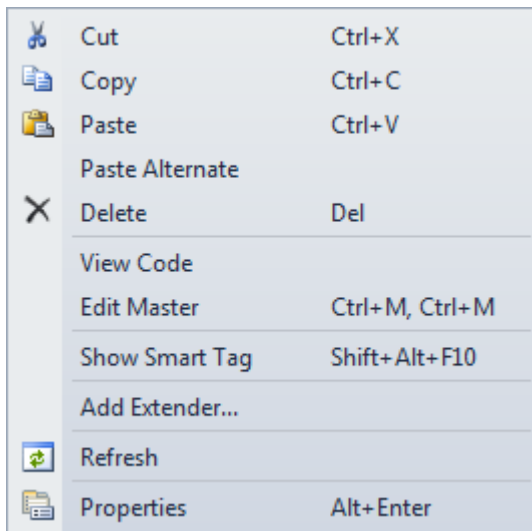 Cut Ctrl+X
Copy Ctrl+C
Paste Ctrl+V
Paste Alternate
Delete Del
View Code
Edit Master Ctrl+M, Ctrl+M
Show Smart Tag Shift+Alt+F10
Add Extender...
Refresh
Properties Alt+Enter